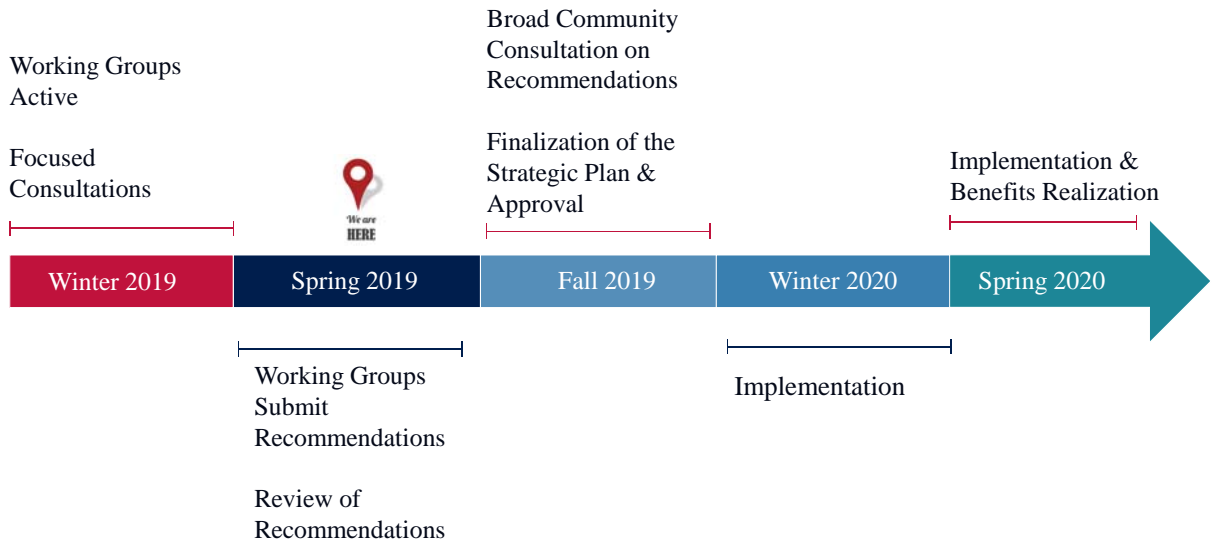 Working Groups
Active
Focused
Consultations
We are
HERE
Broad Community
Consultation on
Recommendations
Finalization of the
Strategic Plan &
Approval
Implementation &
Benefits Realization
Winter 2019
Spring 2019
Fall 2019
Winter 2020
Spring 2020
Working Groups
Submit
Recommendations
Review of
Recommendations
Implementation